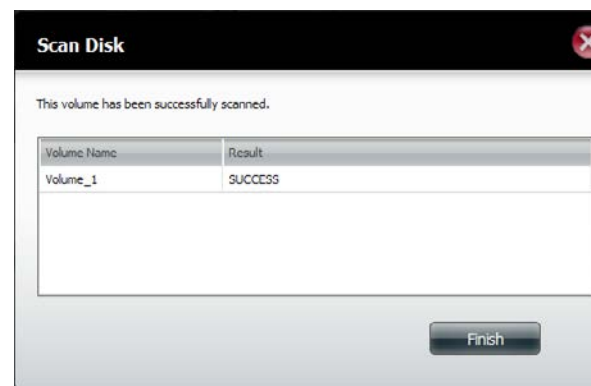 Scan Disk
This volume has been successfully scanned.
Volume Name Result
Volume_1 SUCCESS
Finish